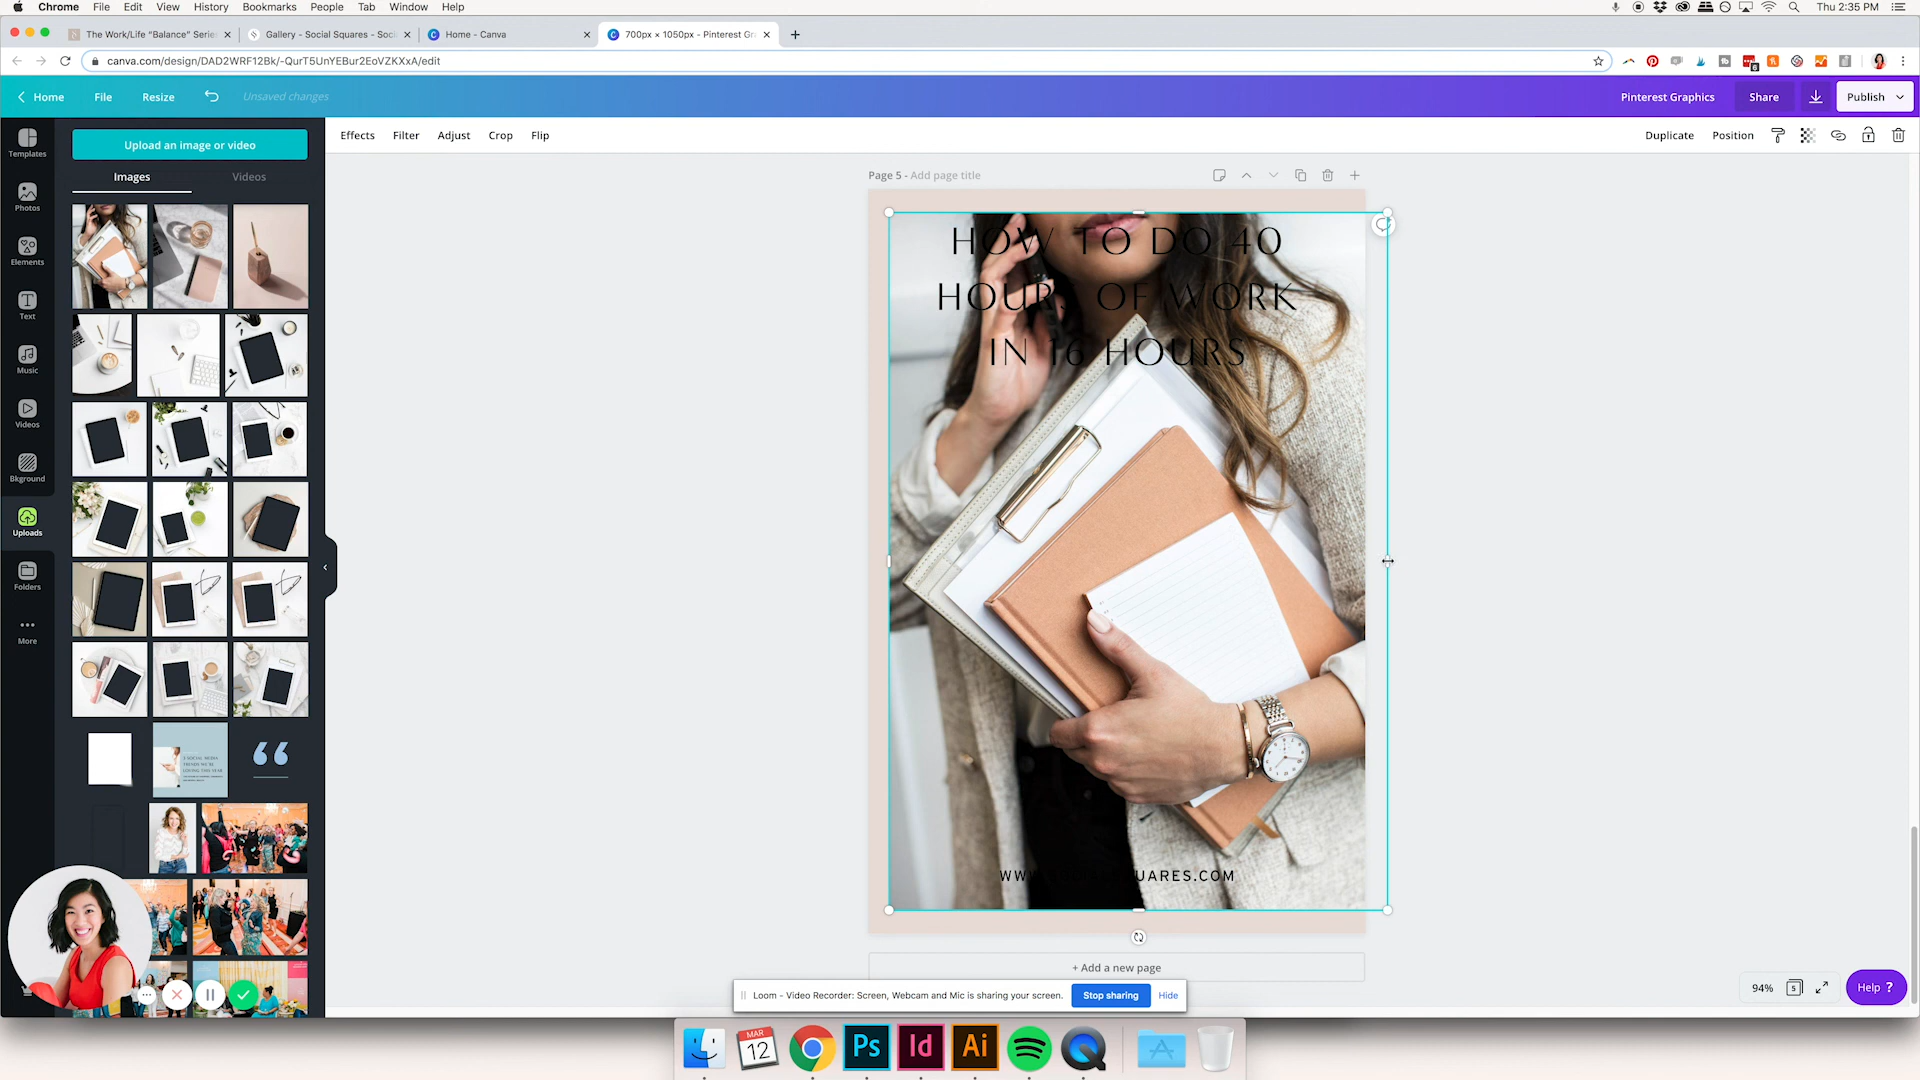 Chrome File Edit View History Bookmarks People Tab Window Help
Thu 2:35 PM
The Work/Life “Balance” Series
Gallery - Social Squares - Soci
Home - Canva
700px × 1050px - Pinterest Gr
canva.com/design/DAD2WRF12Bk/-QurT5UnYEBur2EoVZKXxA/edit
Home File Resize Unsaved changes
Pinterest Graphics Share Publish
Templates
Photos
Elements
Text
Music
Videos
Bkground
Uploads
Folders
More
Upload an image or video
Images Videos
Effects Filter Adjust Crop Flip
Duplicate Position
Page 5 - Add page title
HOW TO DO 40
HOURS OF WORK
IN 16 HOURS
+ Add a new page
Loom - Video Recorder: Screen, Webcam and Mic is sharing your screen. Stop sharing Hide
94% 5
Help ?
MAR
12
Ps Id Ai